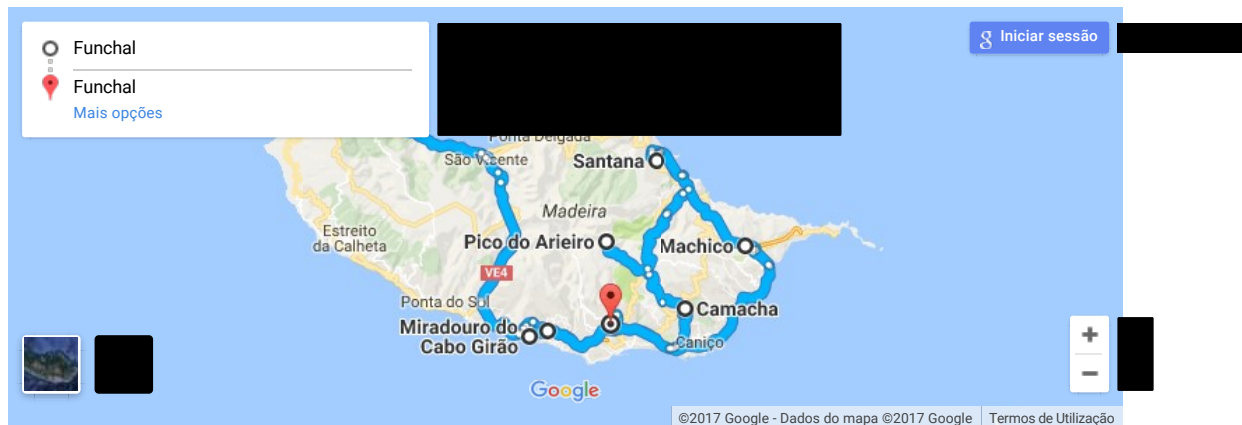 Funchal
Iniciar sessão
Funchal
Mais opções
Ponta Delgada
São Vicente
Santana
Madeira
Estreito
da Calheta
Pico do Arieiro
Machico
VE4
Ponta do Sol
Camacha
Miradouro do
Cabo Girão
Caniço
Google
©2017 Google - Dados do mapa ©2017 Google
Termos de Utilização